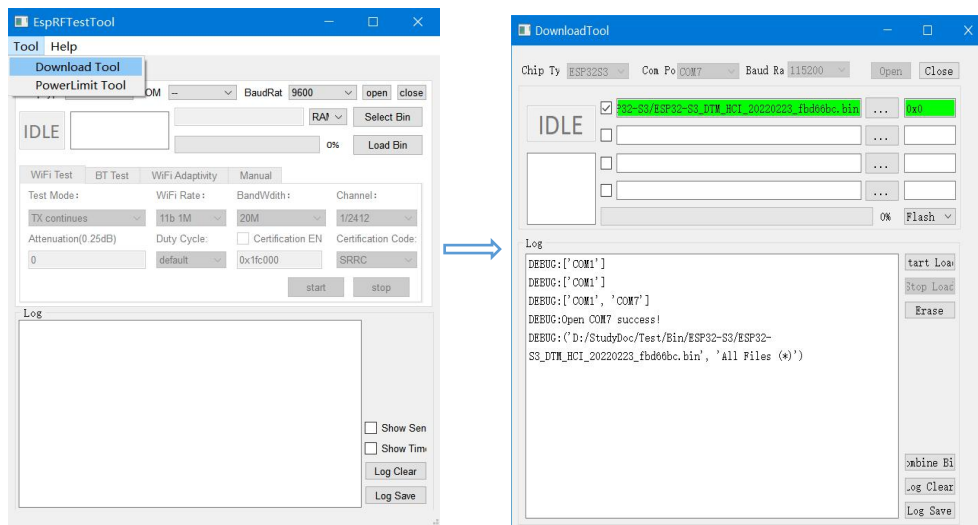 EspRFTestTool
Tool Help
Download Tool
PowerLimit Tool
OM -- BaudRat 9600 open close
IDLE
RAM Select Bin
0% Load Bin
WiFi Test BT Test WiFi Adaptivity Manual
Test Mode: WiFi Rate: BandWdith: Channel:
TX continues 11b 1M 20M 1/2412
Attenuation(0.25dB) Duty Cycle: Certification EN Certification Code:
0 default 0x1fc000 SRRC
start stop
Log
Show Sen
Show Tim
Log Clear
Log Save
DownloadTool
Chip Ty ESP32S3 Com Po COM7 Baud Ra 115200 Open Close
IDLE
P32-S3/ESP32-S3_DTM_HCI_20220223_fbd66bc.bin ... 0x0
...
...
...
0% Flash
Log
DEBUG:['COM1']
DEBUG:['COM1']
DEBUG:['COM1', 'COM7']
DEBUG:Open COM7 success!
DEBUG:('D:/StudyDoc/Test/Bin/ESP32-S3/ESP32-
S3_DTM_HCI_20220223_fbd66bc.bin', 'All Files (*)')
tart Loa
Stop Load
Erase
ombine Bi
Log Clear
Log Save